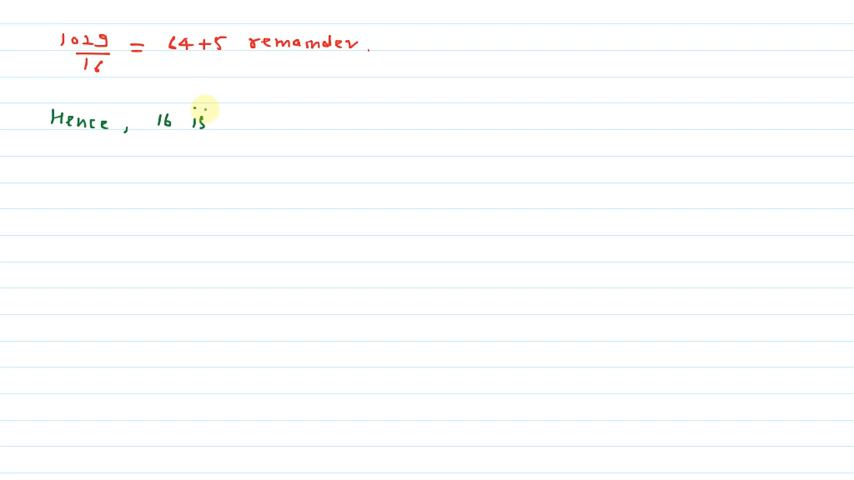 1029/16 = 64+5 remainder.
Hence, 16 is